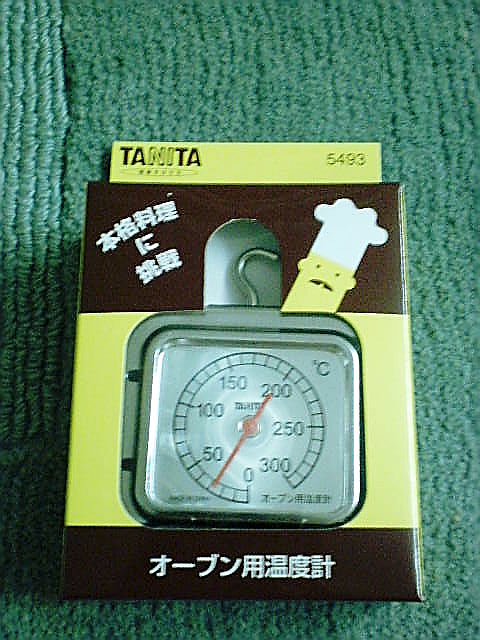 TANITA
5493
本格料理
に
挑戦
℃
150
200
TANITA
100
250
50
300
0
オーブン用温度計
オーブン用温度計